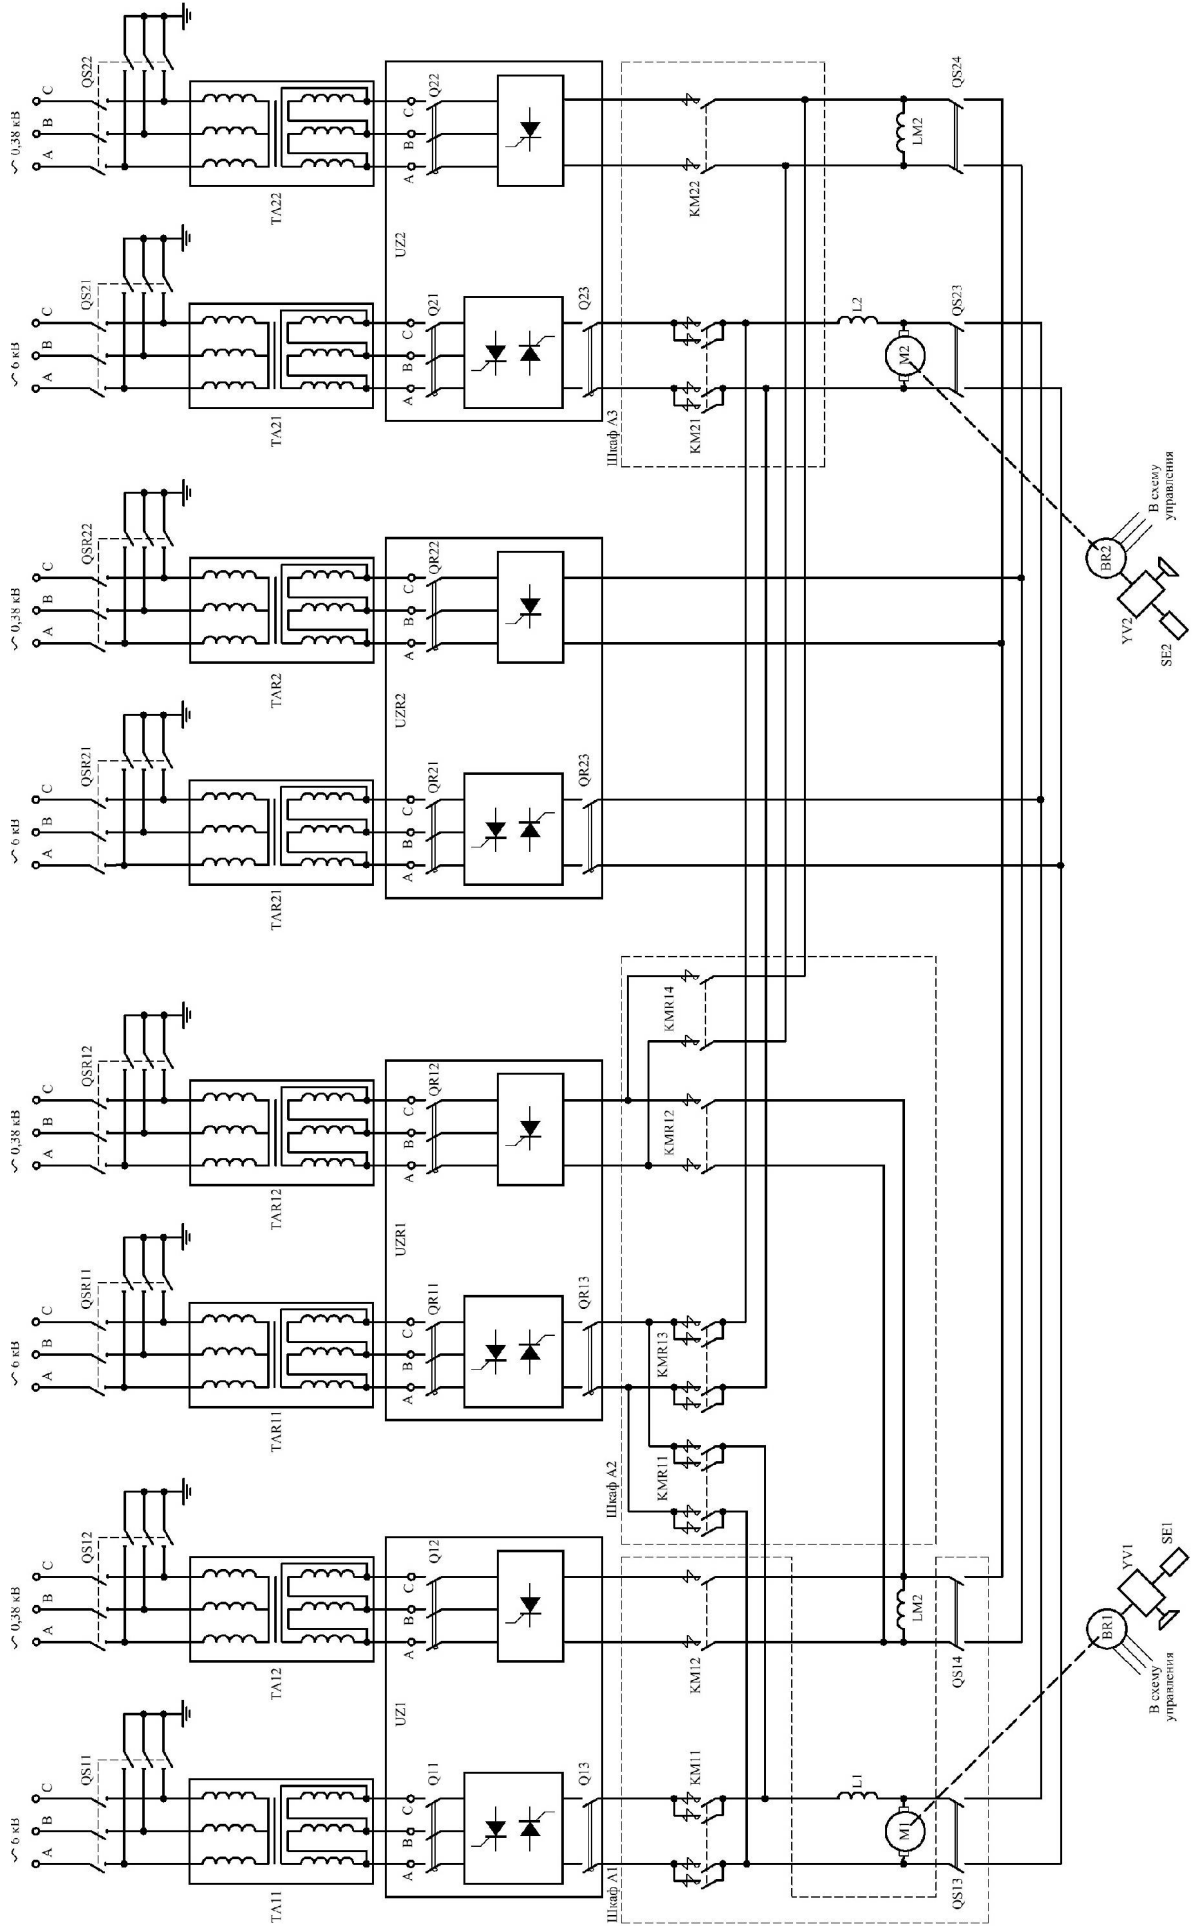 ~ 6 кВ
~ 0,38 кВ
~ 6 кВ
~ 0,38 кВ
~ 6 кВ
~ 0,38 кВ
~ 6 кВ
~ 0,38 кВ
A B C
A B C
A B C
A B C
A B C
A B C
A B C
A B C
QS11
QS12
QSR11
QSR12
QSR21
QSR22
QS21
QS22
TA11
TA12
TAR11
TAR12
TAR21
TAR2
TA21
TA22
UZ1
UZR1
UZR2
UZ2
A B C
A B C
A B C
A B C
A B C
A B C
A B C
A B C
Q11
Q12
QR11
QR12
QR21
QR22
Q21
Q22
Q13
QR13
QR23
Q23
Шкаф А1
Шкаф А2
Шкаф А3
KM11
KM12
KMR11
KMR13
KMR12
KMR14
KM21
KM22
L1
L2
M1
LM2
M2
LM2
QS13
QS14
QS23
QS24
BR1
YV1
SE1
В схему
управления
BR2
YV2
SE2
В схему
управления